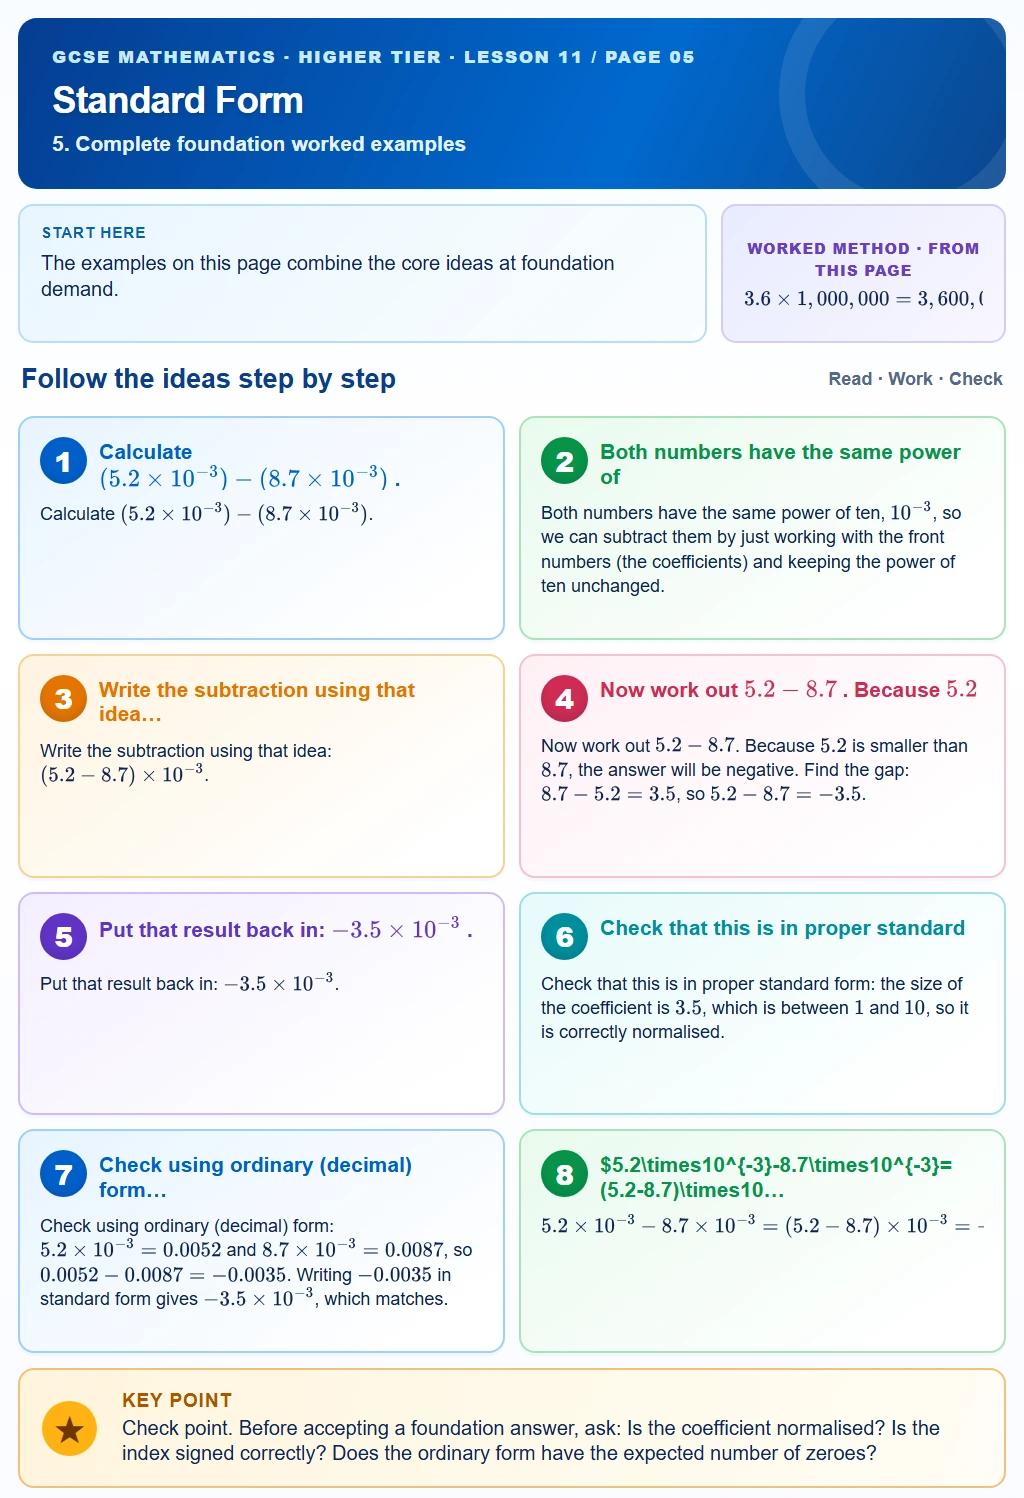 GCSE MATHEMATICS · HIGHER TIER · LESSON 11 / PAGE 05
Standard Form
5. Complete foundation worked examples
START HERE
The examples on this page combine the core ideas at foundation
demand.
WORKED METHOD · FROM
THIS PAGE
3.6 × 1,000,000 = 3,600,(
Follow the ideas step by step
Read · Work · Check
1
Calculate
(5.2 × 10⁻³) − (8.7 × 10⁻³) .
Calculate (5.2 × 10⁻³) − (8.7 × 10⁻³).
2
Both numbers have the same power
of
Both numbers have the same power of ten, 10⁻³, so
we can subtract them by just working with the front
numbers (the coefficients) and keeping the power of
ten unchanged.
3
Write the subtraction using that
idea…
Write the subtraction using that idea:
(5.2 − 8.7) × 10⁻³.
4
Now work out 5.2 − 8.7 . Because 5.2
Now work out 5.2 − 8.7. Because 5.2 is smaller than
8.7, the answer will be negative. Find the gap:
8.7 − 5.2 = 3.5, so 5.2 − 8.7 = −3.5.
5
Put that result back in: −3.5 × 10⁻³ .
Put that result back in: −3.5 × 10⁻³.
6
Check that this is in proper standard
Check that this is in proper standard form: the size of
the coefficient is 3.5, which is between 1 and 10, so it
is correctly normalised.
7
Check using ordinary (decimal)
form…
Check using ordinary (decimal) form:
5.2 × 10⁻³ = 0.0052 and 8.7 × 10⁻³ = 0.0087, so
0.0052 − 0.0087 = −0.0035. Writing −0.0035 in
standard form gives −3.5 × 10⁻³, which matches.
8
$5.2\times10^{-3}-8.7\times10^{-3}=
(5.2-8.7)\times10…
5.2 × 10⁻³ − 8.7 × 10⁻³ = (5.2 − 8.7) × 10⁻³ = -
KEY POINT
Check point. Before accepting a foundation answer, ask: Is the coefficient normalised? Is the
index signed correctly? Does the ordinary form have the expected number of zeroes?